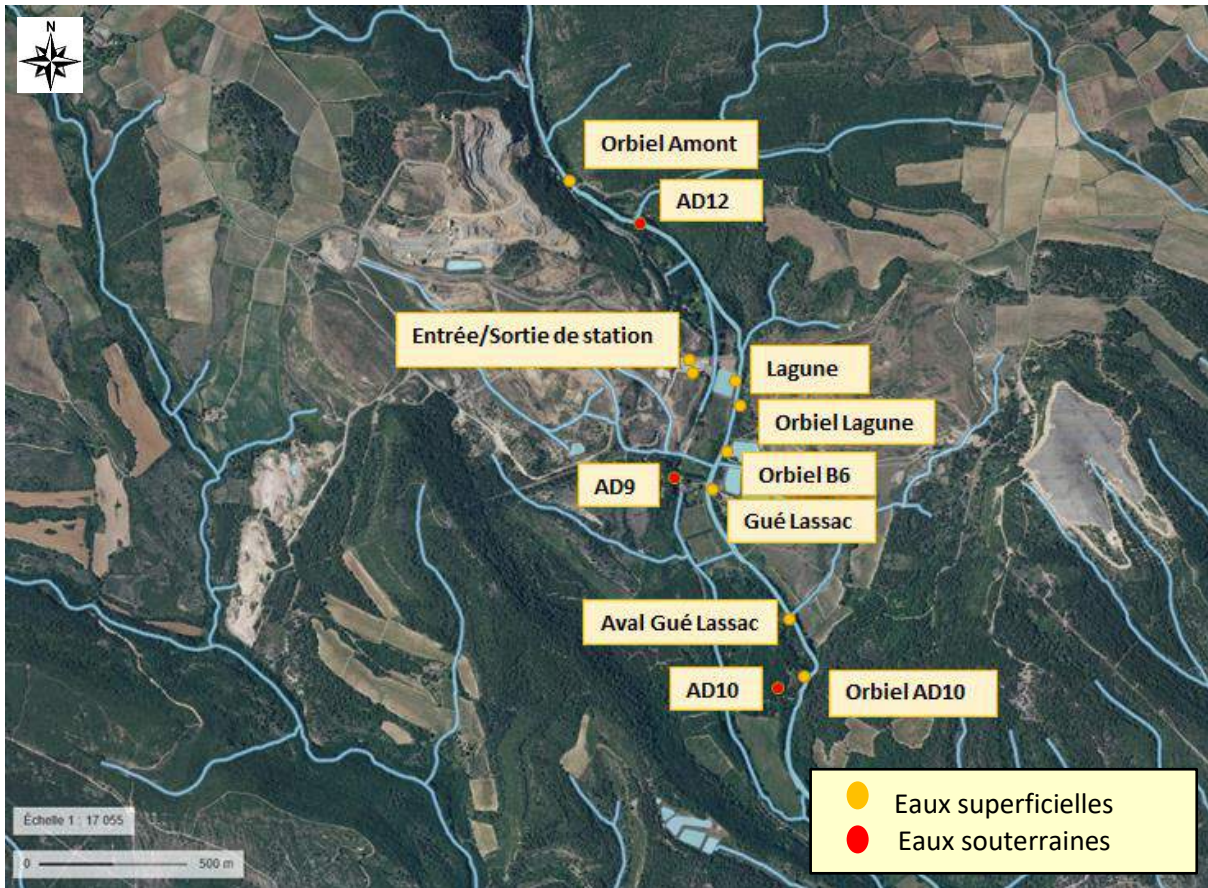 N
Orbiel Amont
AD12
Entrée/Sortie de station
Lagune
Orbiel Lagune
Orbiel B6
AD9
Gué Lassac
Aval Gué Lassac
AD10
Orbiel AD10
Eaux superficielles
Eaux souterraines
Échelle 1 : 17 055
0 500 m